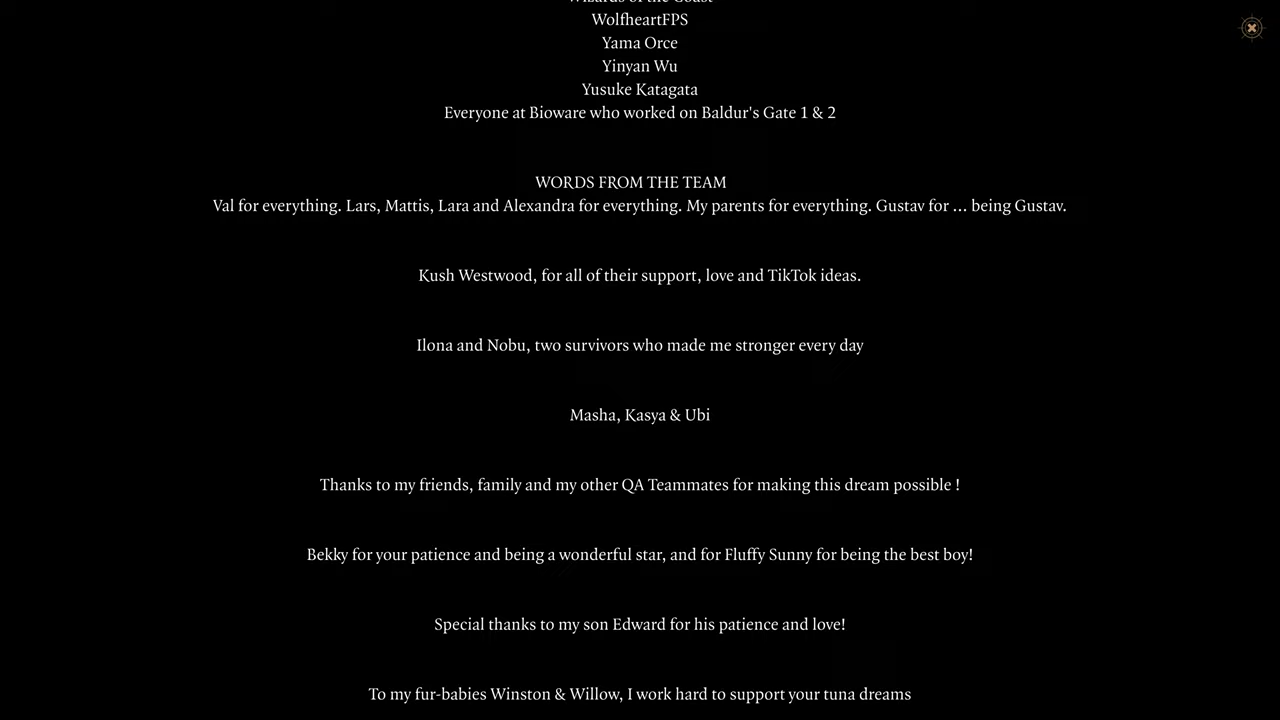 Wizards of the Coast
WolfheartFPS
Yama Orce
Yinyan Wu
Yusuke Katagata
Everyone at Bioware who worked on Baldur's Gate 1 & 2
WORDS FROM THE TEAM
Val for everything. Lars, Mattis, Lara and Alexandra for everything. My parents for everything. Gustav for ... being Gustav.
Kush Westwood, for all of their support, love and TikTok ideas.
Ilona and Nobu, two survivors who made me stronger every day
Masha, Kasya & Ubi
Thanks to my friends, family and my other QA Teammates for making this dream possible !
Bekky for your patience and being a wonderful star, and for Fluffy Sunny for being the best boy!
Special thanks to my son Edward for his patience and love!
To my fur-babies Winston & Willow, I work hard to support your tuna dreams